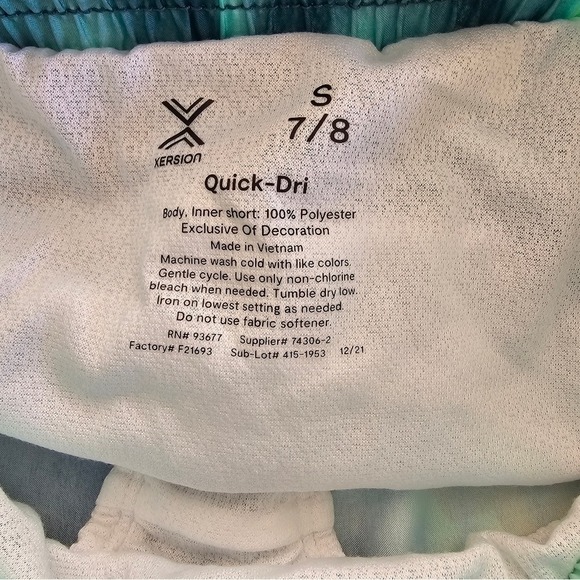 S
7/8
XERSION
Quick-Dri
Body, Inner short: 100% Polyester
Exclusive Of Decoration
Made in Vietnam
Machine wash cold with like colors.
Gentle cycle. Use only non-chlorine
bleach when needed. Tumble dry low.
Iron on lowest setting as needed.
Do not use fabric softener.
RN# 93677 Supplier# 74306-2
Factory# F21693 Sub-Lot# 415-1953 12/21